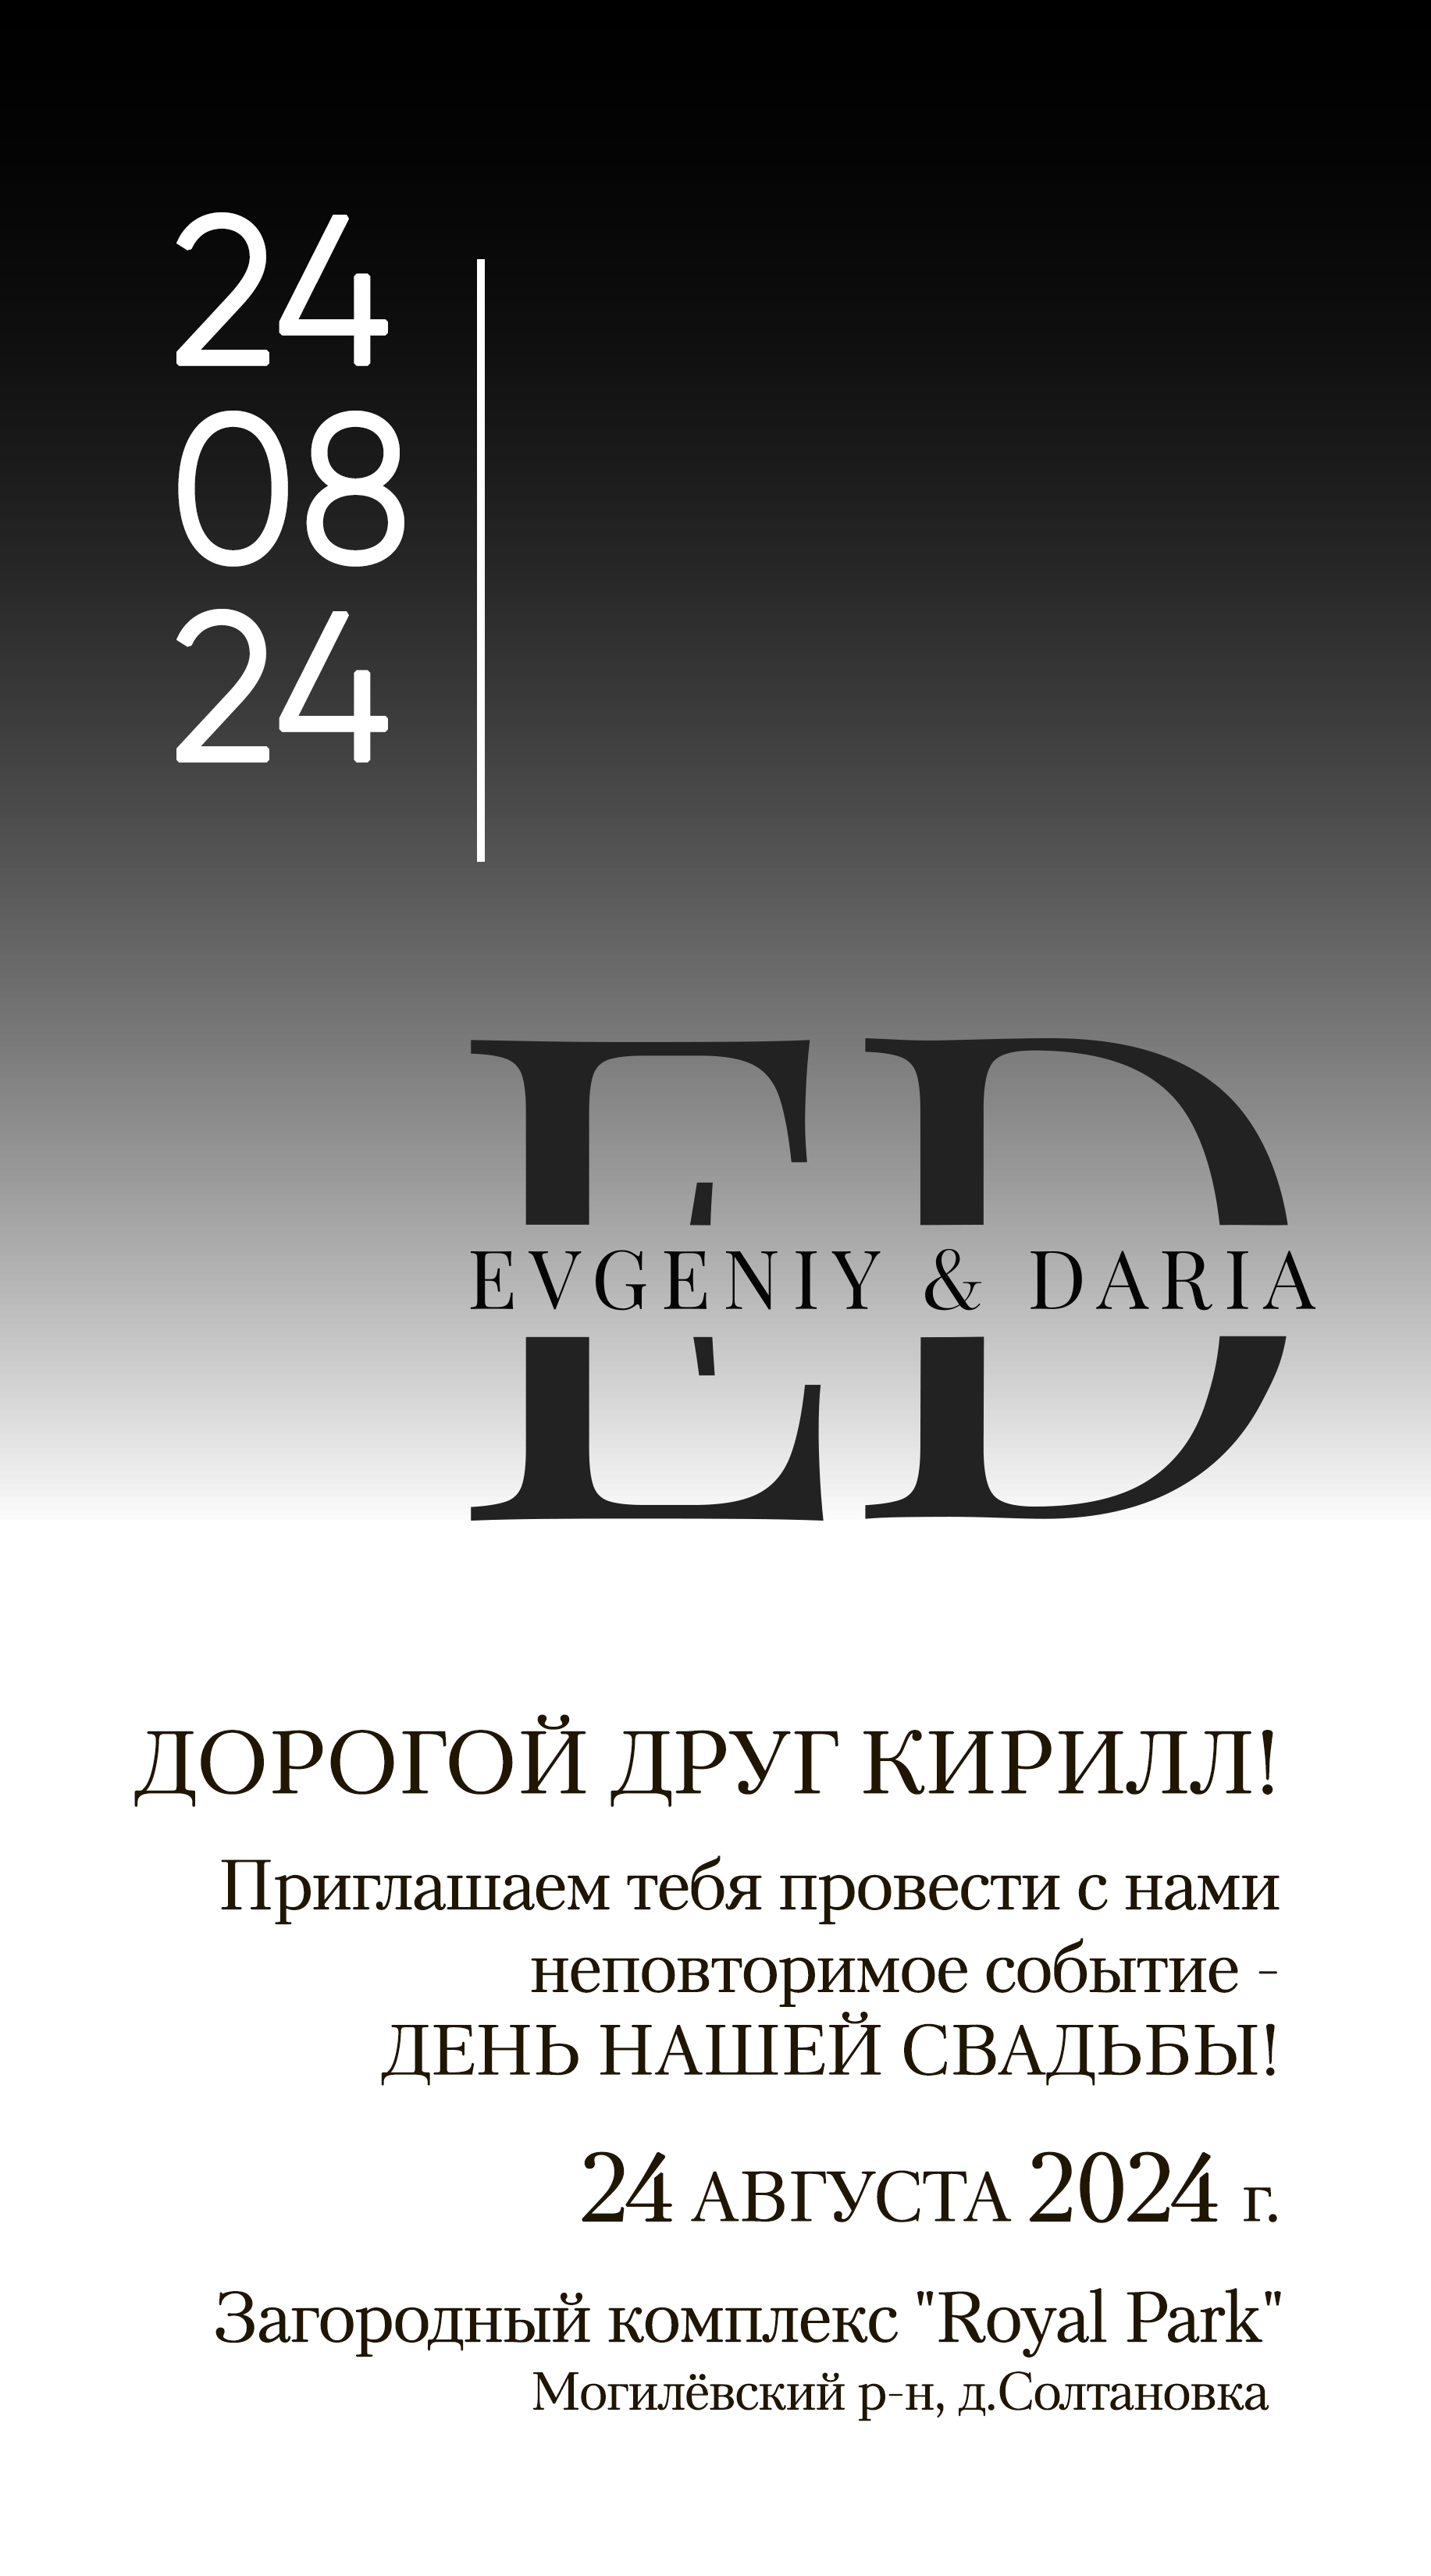 24
08
24
ED
EVGENIY & DARIA
ДОРОГОЙ ДРУГ КИРИЛЛ!
Приглашаем тебя провести с нами
неповторимое событие -
ДЕНЬ НАШЕЙ СВАДЬБЫ!
24 АВГУСТА 2024 г.
Загородный комплекс "Royal Park"
Могилёвский р-н, д.Солтановка